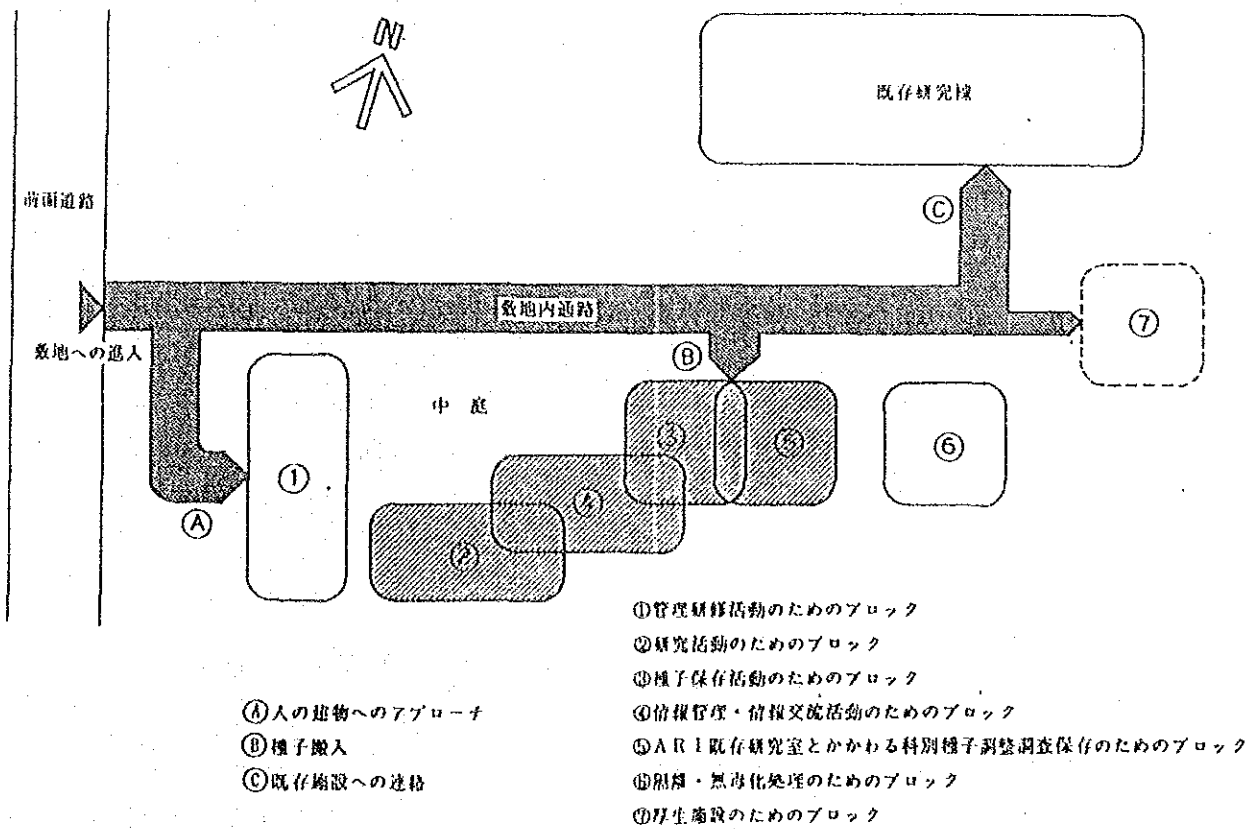 N
既存研究棟
前面道路
Ⓒ
敷地内通路
⑦
敷地への進入
Ⓑ
中庭
③
⑤
⑥
①
④
Ⓐ
②
①管理研修活動のためのブロック
②研究活動のためのブロック
③種子保存活動のためのブロック
④情報管理・情報交流活動のためのブロック
⑤ARI既存研究室とかかわる科別種子調整調査保存のためのブロック
⑥隔離・無毒化処理のためのブロック
⑦厚生施設のためのブロック
Ⓐ人の建物へのアプローチ
Ⓑ種子搬入
Ⓒ既存施設への連絡